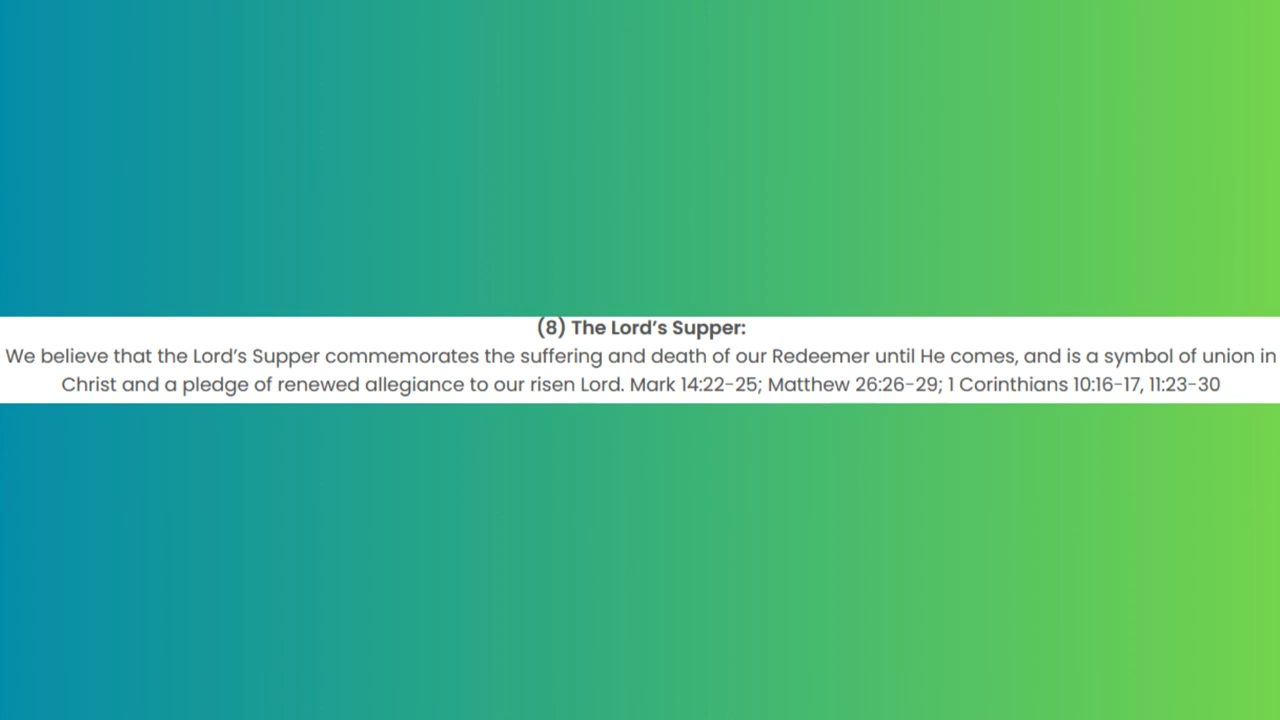 (8) The Lord’s Supper:
We believe that the Lord’s Supper commemorates the suffering and death of our Redeemer until He comes, and is a symbol of union in
Christ and a pledge of renewed allegiance to our risen Lord. Mark 14:22-25; Matthew 26:26-29; 1 Corinthians 10:16-17, 11:23-30